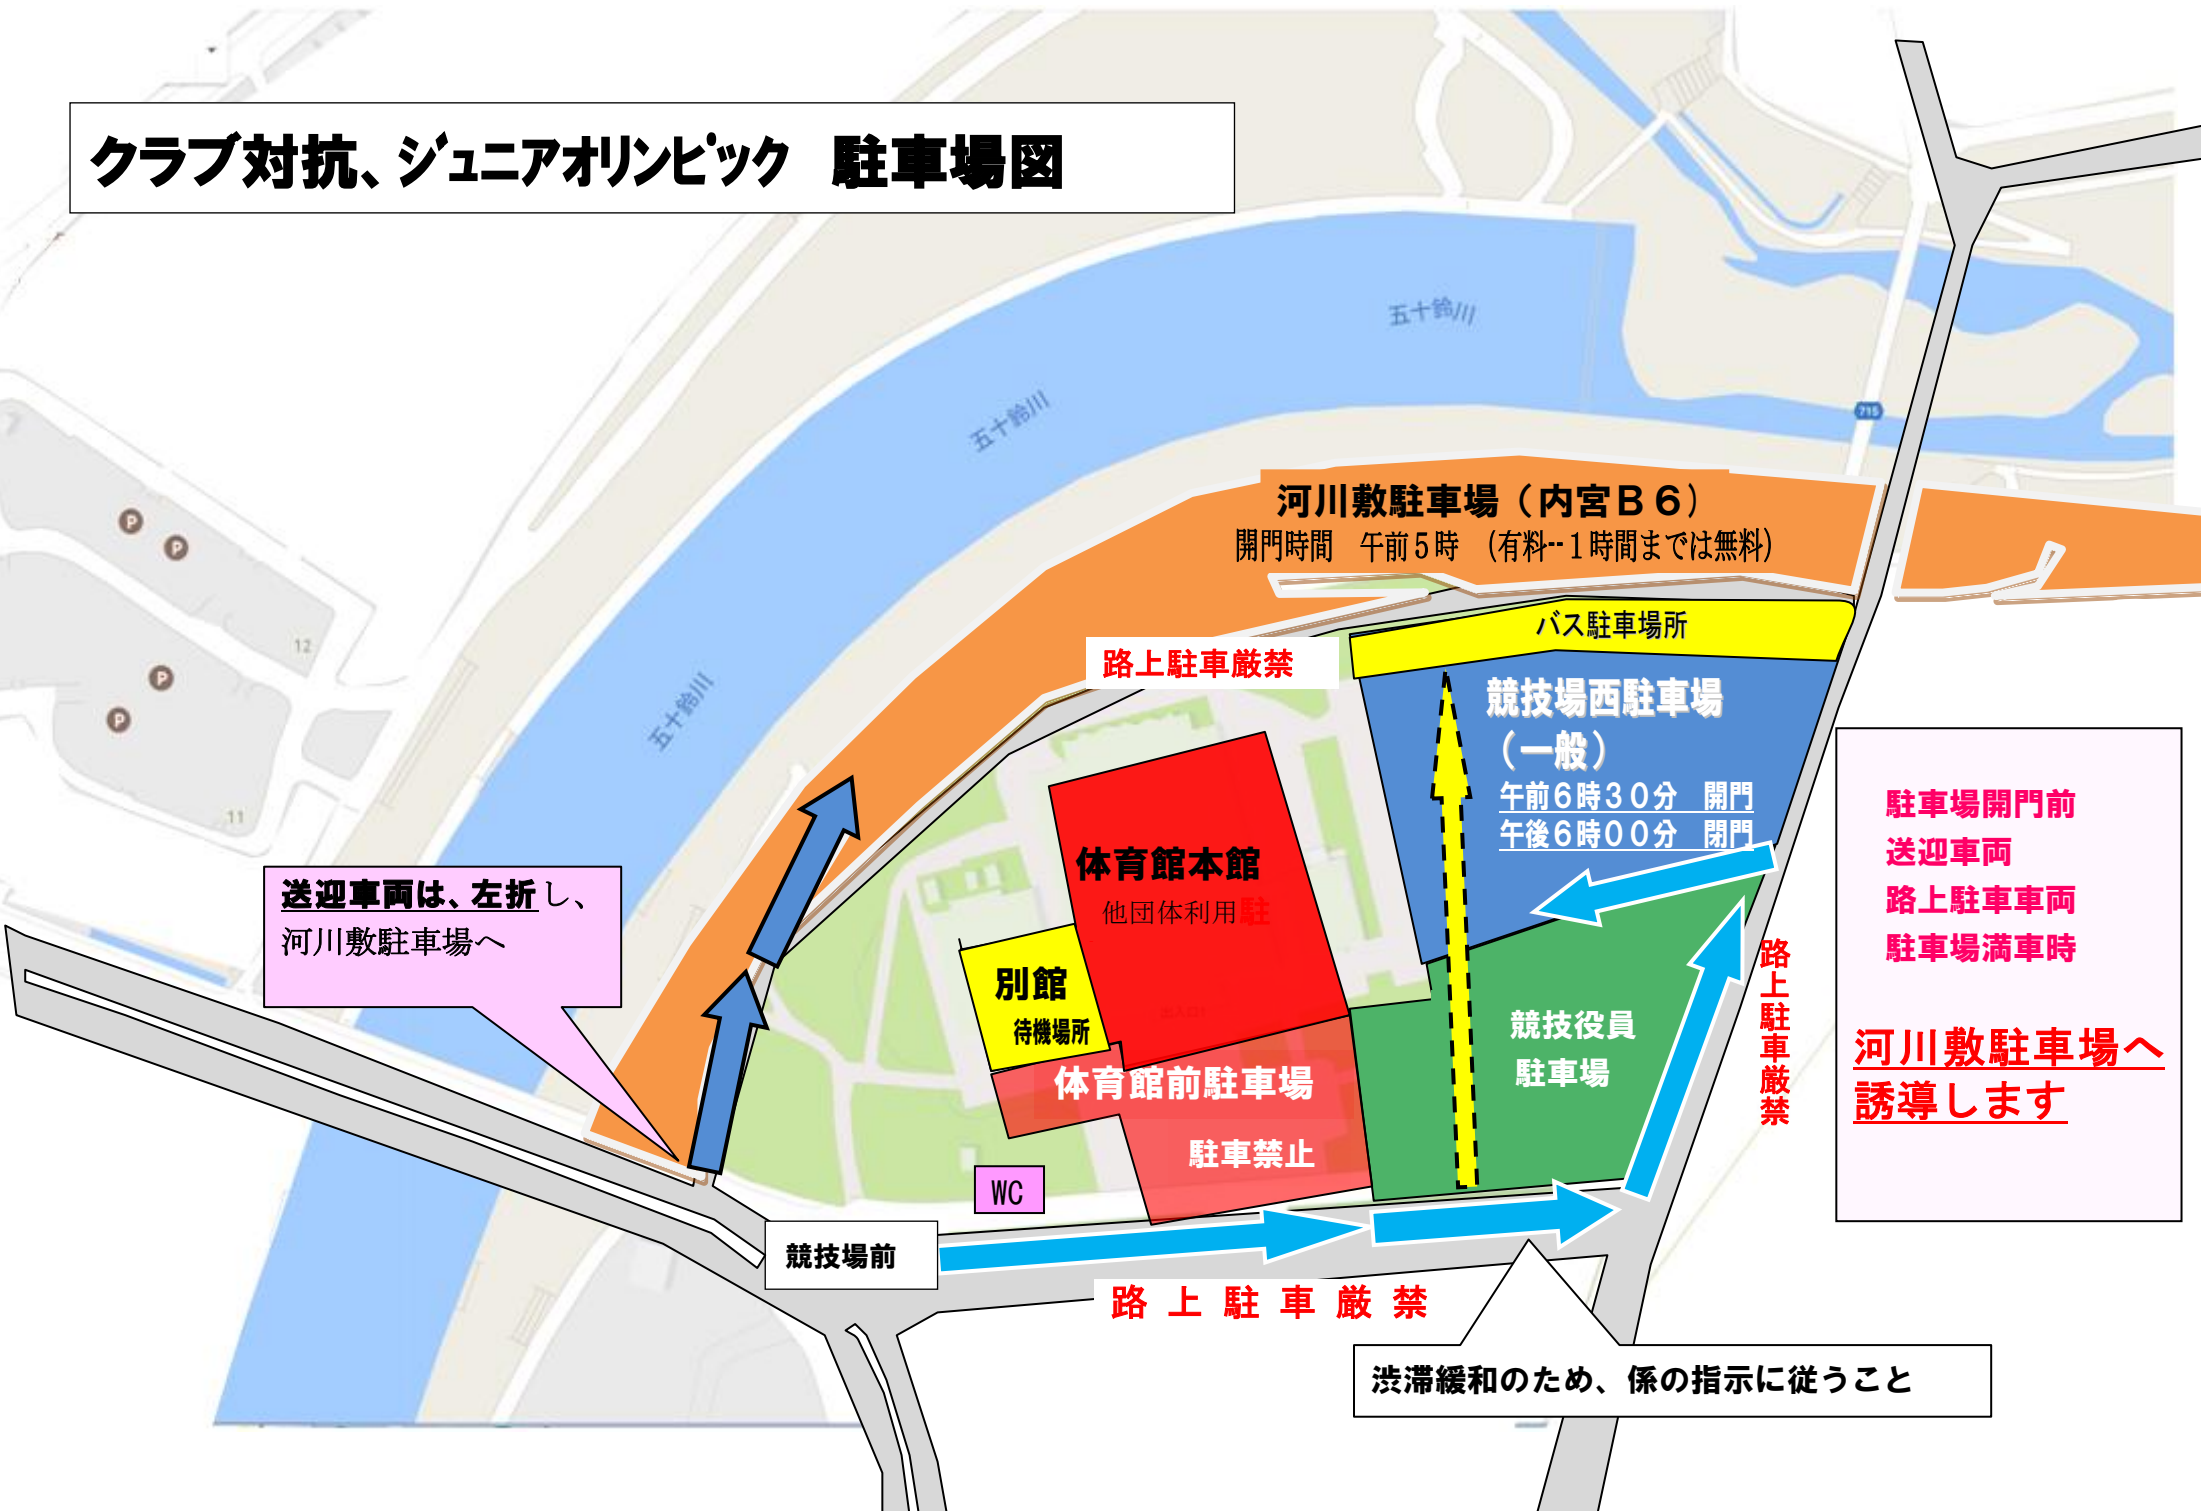 クラブ対抗、ジュニアオリンピック　駐車場図
五十鈴川
五十鈴川
五十鈴川
715
河川敷駐車場（内宮Ｂ６）
開門時間　午前５時　(有料--１時間までは無料)
バス駐車場所
路上駐車厳禁
競技場西駐車場
（一般）
午前６時３０分　開門
午後６時００分　閉門
P
P
P
P
12
11
送迎車両は、左折し、
河川敷駐車場へ
体育館本館
他団体利用駐
別館
待機場所
体育館前駐車場
駐車禁止
競技役員
駐車場
路上駐車厳禁
駐車場開門前
送迎車両
路上駐車車両
駐車場満車時
河川敷駐車場へ
誘導します
WC
競技場前
路上駐車厳禁
渋滞緩和のため、係の指示に従うこと